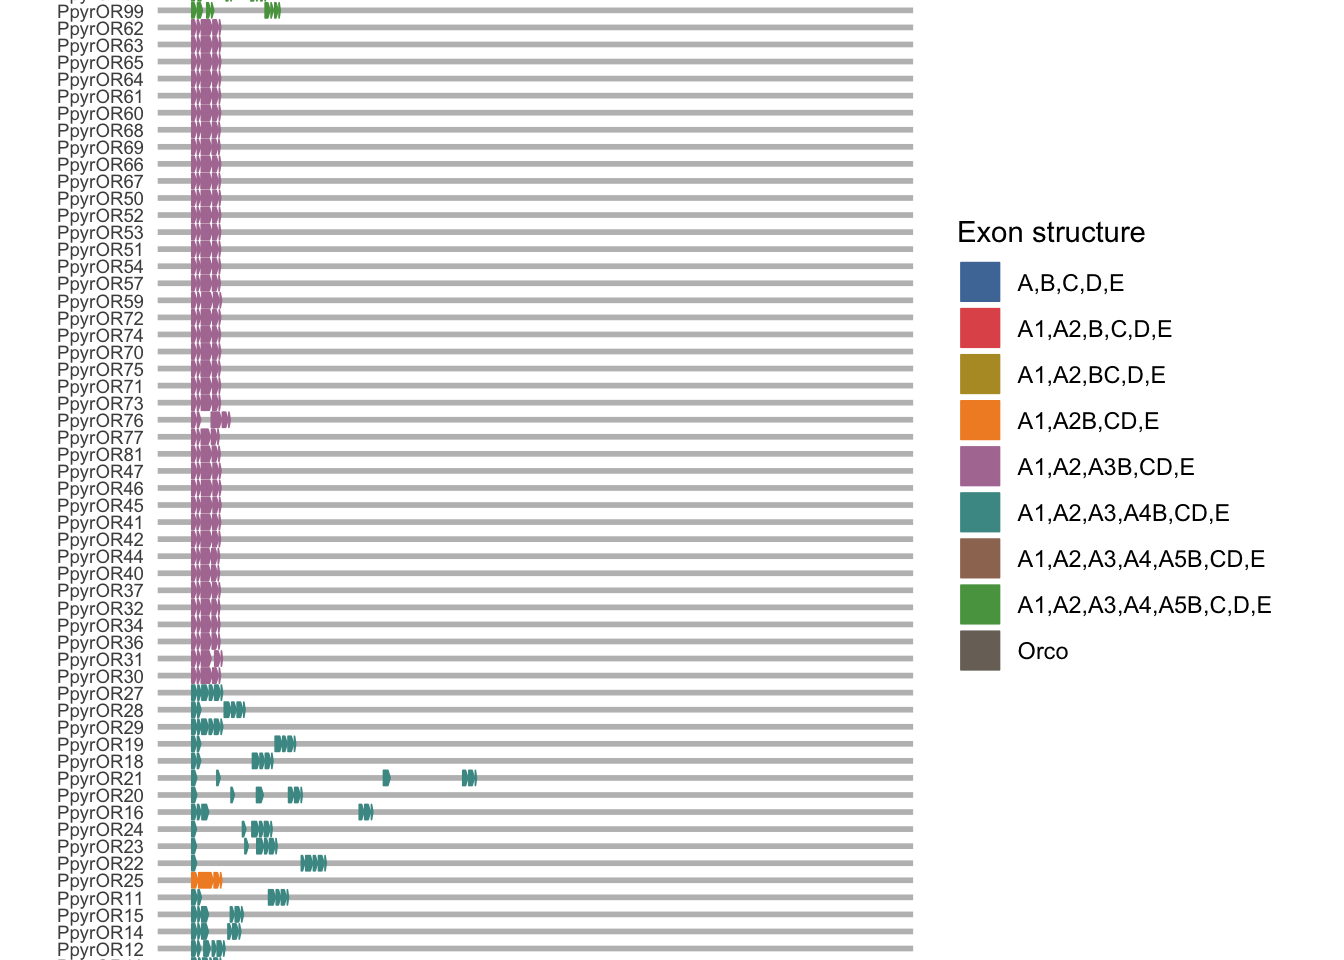 PpyrOR99
PpyrOR62
PpyrOR63
PpyrOR65
PpyrOR64
PpyrOR61
PpyrOR60
PpyrOR68
PpyrOR69
PpyrOR66
PpyrOR67
PpyrOR50
PpyrOR52
PpyrOR53
PpyrOR51
PpyrOR54
PpyrOR57
PpyrOR59
PpyrOR72
PpyrOR74
PpyrOR70
PpyrOR75
PpyrOR71
PpyrOR73
PpyrOR76
PpyrOR77
PpyrOR81
PpyrOR47
PpyrOR46
PpyrOR45
PpyrOR41
PpyrOR42
PpyrOR44
PpyrOR40
PpyrOR37
PpyrOR32
PpyrOR34
PpyrOR36
PpyrOR31
PpyrOR30
PpyrOR27
PpyrOR28
PpyrOR29
PpyrOR19
PpyrOR18
PpyrOR21
PpyrOR20
PpyrOR16
PpyrOR24
PpyrOR23
PpyrOR22
PpyrOR25
PpyrOR11
PpyrOR15
PpyrOR14
PpyrOR12
Exon structure
A,B,C,D,E
A1,A2,B,C,D,E
A1,A2,BC,D,E
A1,A2B,CD,E
A1,A2,A3B,CD,E
A1,A2,A3,A4B,CD,E
A1,A2,A3,A4,A5B,CD,E
A1,A2,A3,A4,A5B,C,D,E
Orco